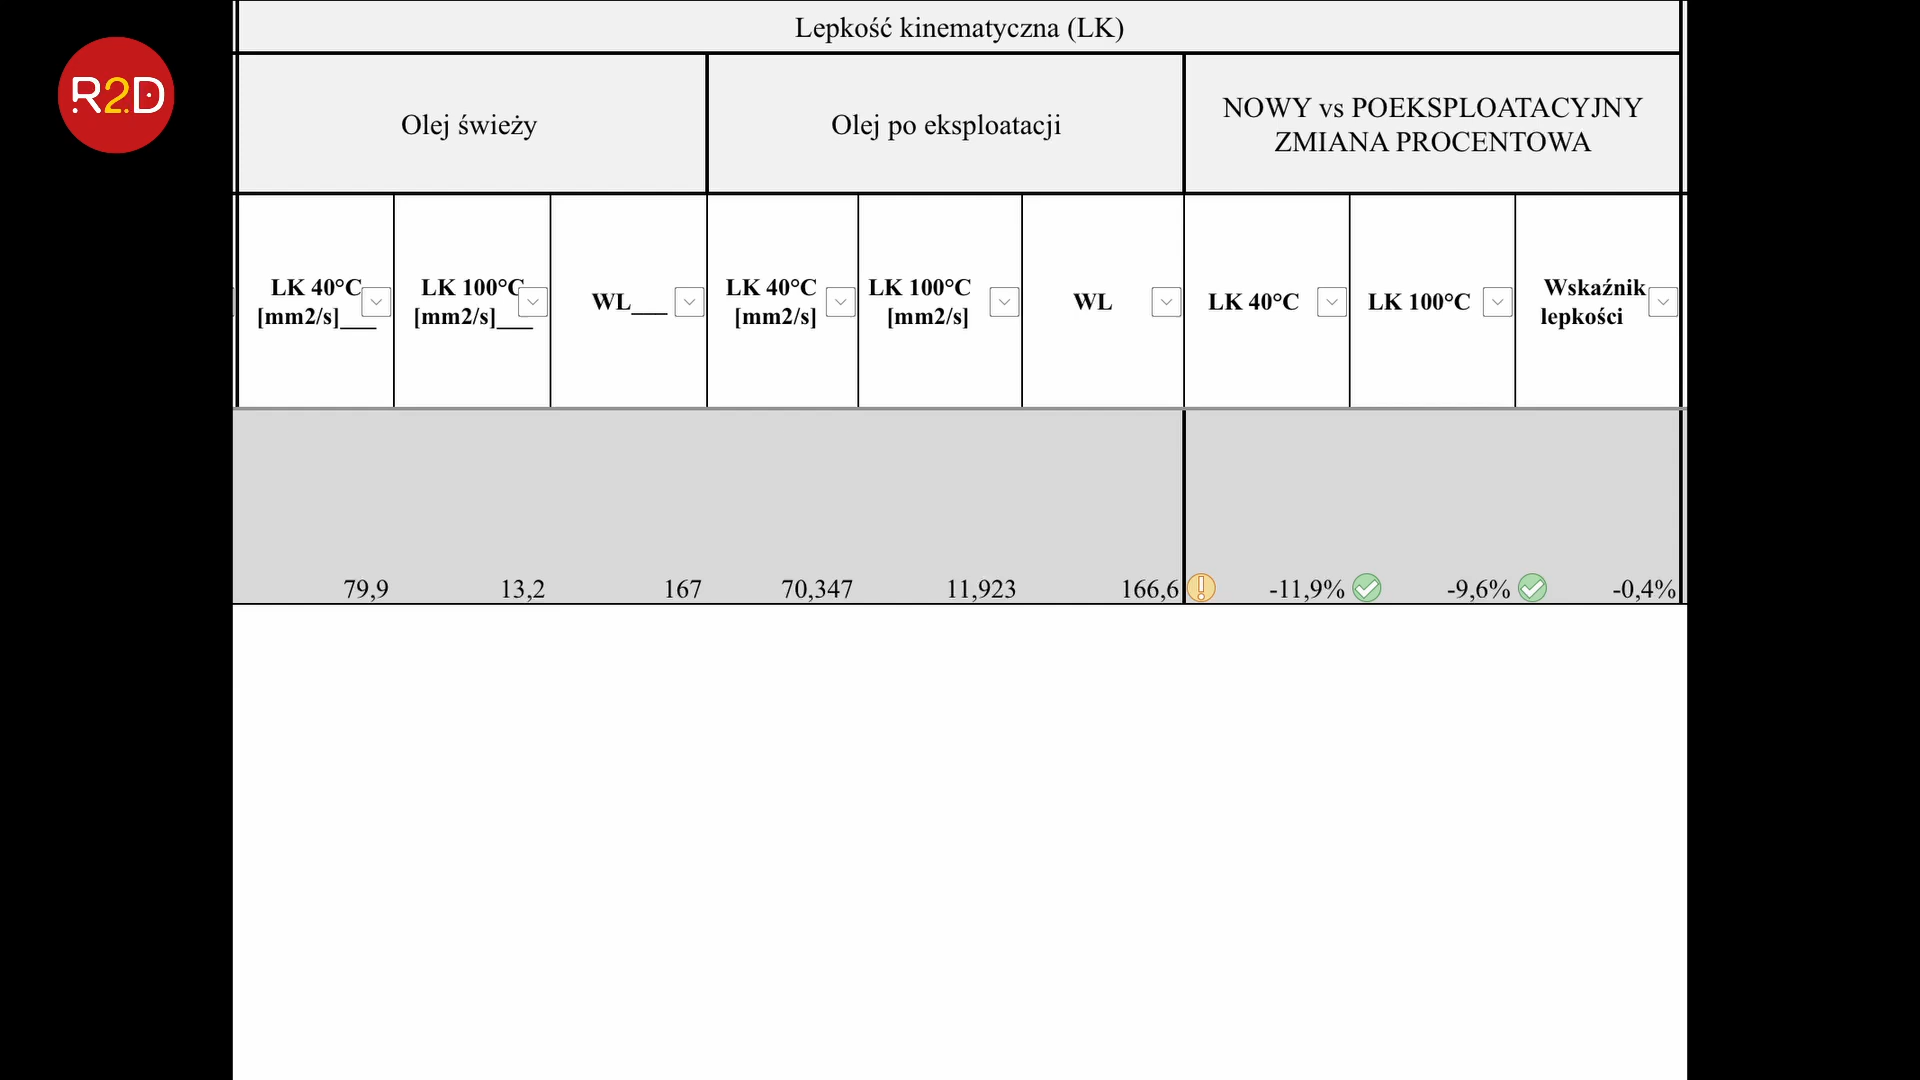 R2D
Lepkość kinematyczna (LK)
Olej świeży
Olej po eksploatacji
NOWY vs POEKSPLOATACYJNY
ZMIANA PROCENTOWA
LK 40°C
[mm2/s]___
LK 100°C
[mm2/s]___
WL___
LK 40°C
[mm2/s]
LK 100°C
[mm2/s]
WL
LK 40°C
LK 100°C
Wskaźnik
lepkości
79,9 13,2 167 70,347 11,923 166,6 -11,9% -9,6% -0,4%